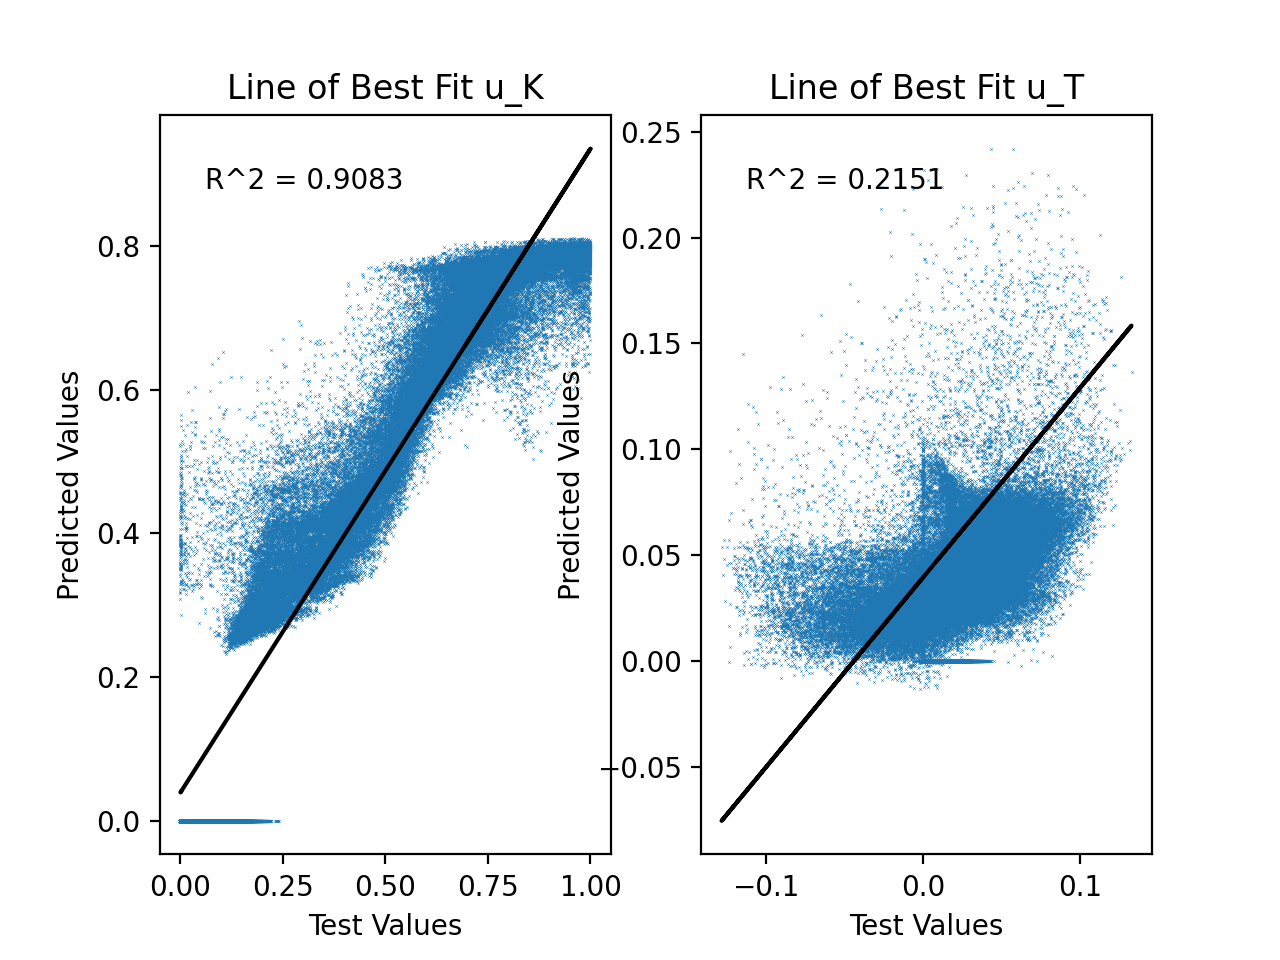 Line of Best Fit u_K
R^2 = 0.9083
0.8
0.6
0.4
0.2
0.0
Predicted Values
0.00 0.25 0.50 0.75 1.00
Test Values
Line of Best Fit u_T
R^2 = 0.2151
0.25
0.20
0.15
0.10
0.05
0.00
−0.05
Predicted Values
−0.1 0.0 0.1
Test Values